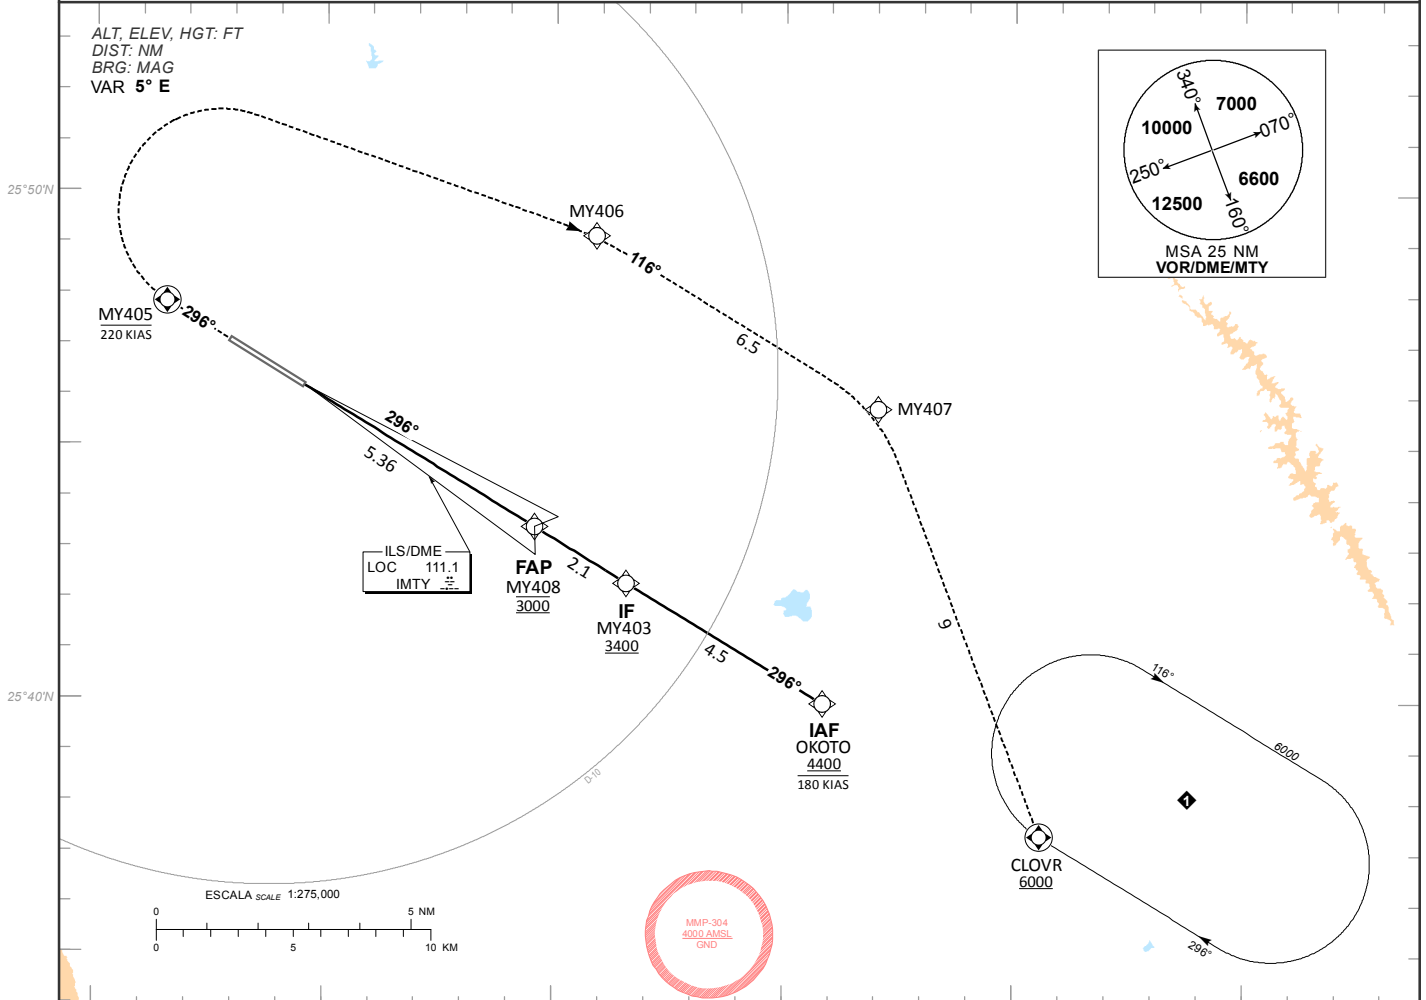 ALT, ELEV, HGT: FT
DIST: NM
BRG: MAG
VAR 5° E
340°
7000
10000
070°
250°
6600
12500
160°
MSA 25 NM
VOR/DME/MTY
25°50'N
MY406
116°
MY405
220 KIAS
296°
6.5
MY407
296°
5.36
ILS/DME
LOC 111.1
IMTY
FAP
MY408
3000
2.1
IF
MY403
3400
4.5
296°
9
25°40'N
IAF
OKOTO
4400
180 KIAS
116°
6000
1
D-10
CLOVR
6000
296°
ESCALA SCALE 1:275,000
0 5 NM
0 5 10 KM
MMP-304
4000 AMSL
GND